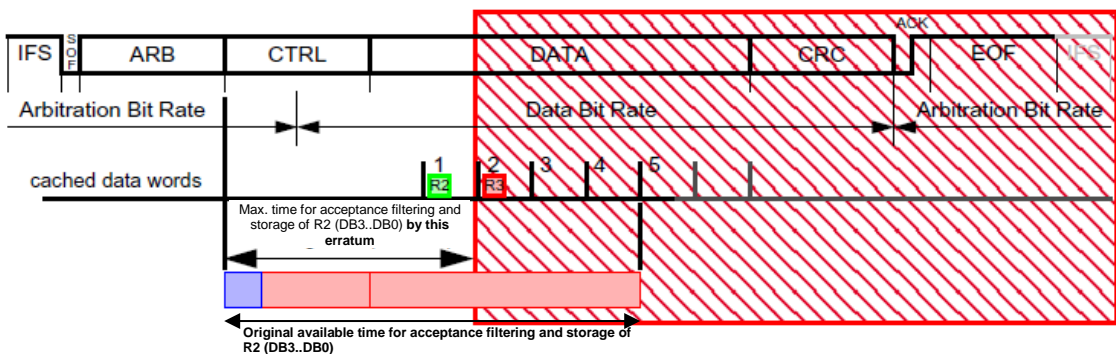 ACK
IFS SOF ARB CTRL DATA CRC EOF IFS
Arbitration Bit Rate Data Bit Rate Arbitration Bit Rate
1 2 3 4 5
cached data words R2 R3
Max. time for acceptance filtering and
storage of R2 (DB3..DB0) by this
erratum
Original available time for acceptance filtering and storage of
R2 (DB3..DB0)